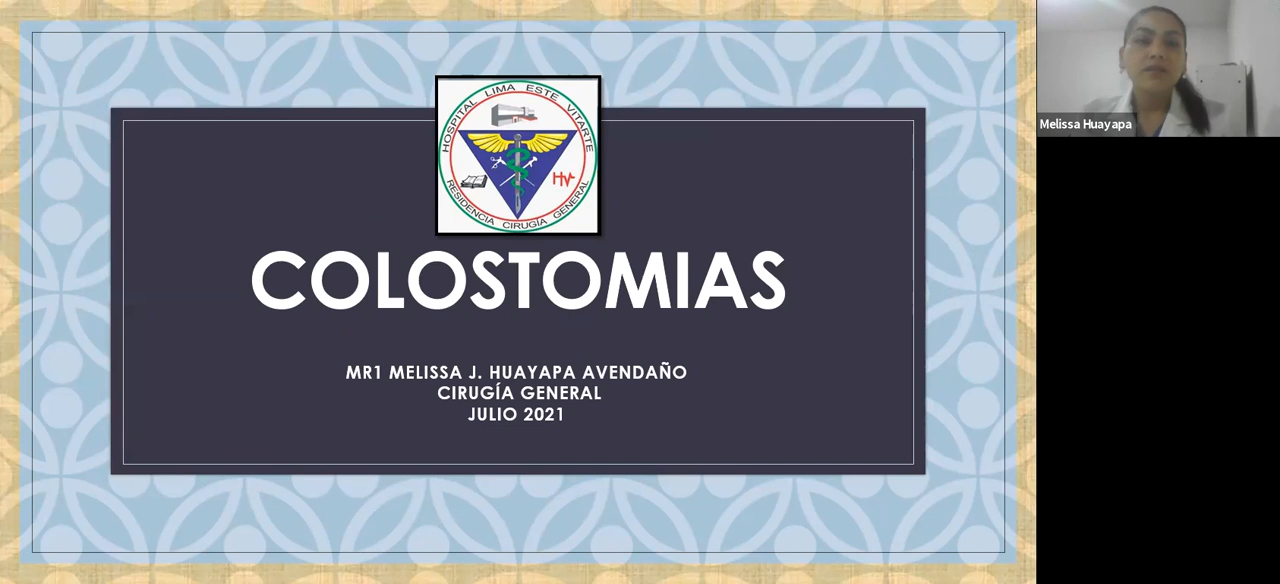 HOSPITAL LIMA ESTE VITARTE
HV
RESIDENCIA CIRUGÍA GENERAL
COLOSTOMIAS
MR1 MELISSA J. HUAYAPA AVENDAÑO
CIRUGÍA GENERAL
JULIO 2021
Melissa Huayapa